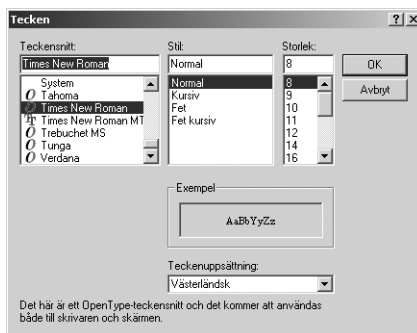 Tecken
Teckensnitt:
Times New Roman
System
Tahoma
Times New Roman
Times New Roman MT
Trebuchet MS
Tunga
Verdana
Stil:
Normal
Normal
Kursiv
Fet
Fet kursiv
Storlek:
8
8
9
10
11
12
14
16
OK
Avbryt
Exempel
AaBbYyZz
Teckenuppsättning:
Västerländsk
Det här är ett OpenType-teckensnitt och det kommer att användas
både till skrivaren och skärmen.